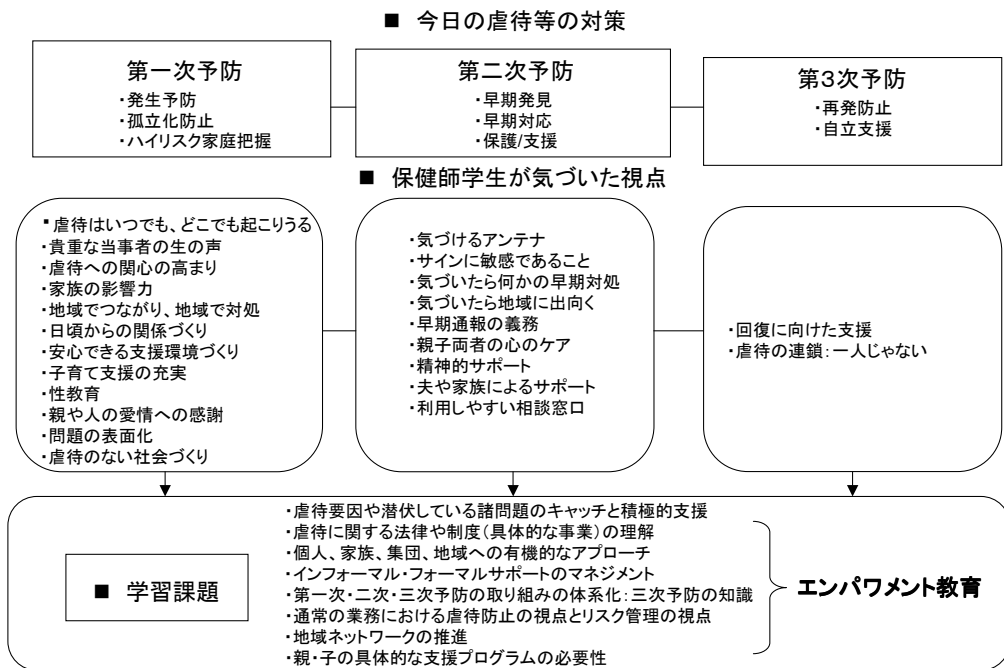 ■ 今日の虐待等の対策
第一次予防
・発生予防
・孤立化防止
・ハイリスク家庭把握
第二次予防
・早期発見
・早期対応
・保護/支援
第3次予防
・再発防止
・自立支援
■ 保健師学生が気づいた視点
・虐待はいつでも、どこでも起こりうる
・貴重な当事者の生の声
・虐待への関心の高まり
・家族の影響力
・地域でつながり、地域で対処
・日頃からの関係づくり
・安心できる支援環境づくり
・子育て支援の充実
・性教育
・親や人の愛情への感謝
・問題の表面化
・虐待のない社会づくり
・気づけるアンテナ
・サインに敏感であること
・気づいたら何かの早期対処
・気づいたら地域に出向く
・早期通報の義務
・親子両者の心のケア
・精神的サポート
・夫や家族によるサポート
・利用しやすい相談窓口
・回復に向けた支援
・虐待の連鎖:一人じゃない
■ 学習課題
・虐待要因や潜伏している諸問題のキャッチと積極的支援
・虐待に関する法律や制度(具体的な事業)の理解
・個人、家族、集団、地域への有機的なアプローチ
・インフォーマル・フォーマルサポートのマネジメント
・第一次・二次・三次予防の取り組みの体系化:三次予防の知識
・通常の業務における虐待防止の視点とリスク管理の視点
・地域ネットワークの推進
・親・子の具体的な支援プログラムの必要性
エンパワメント教育